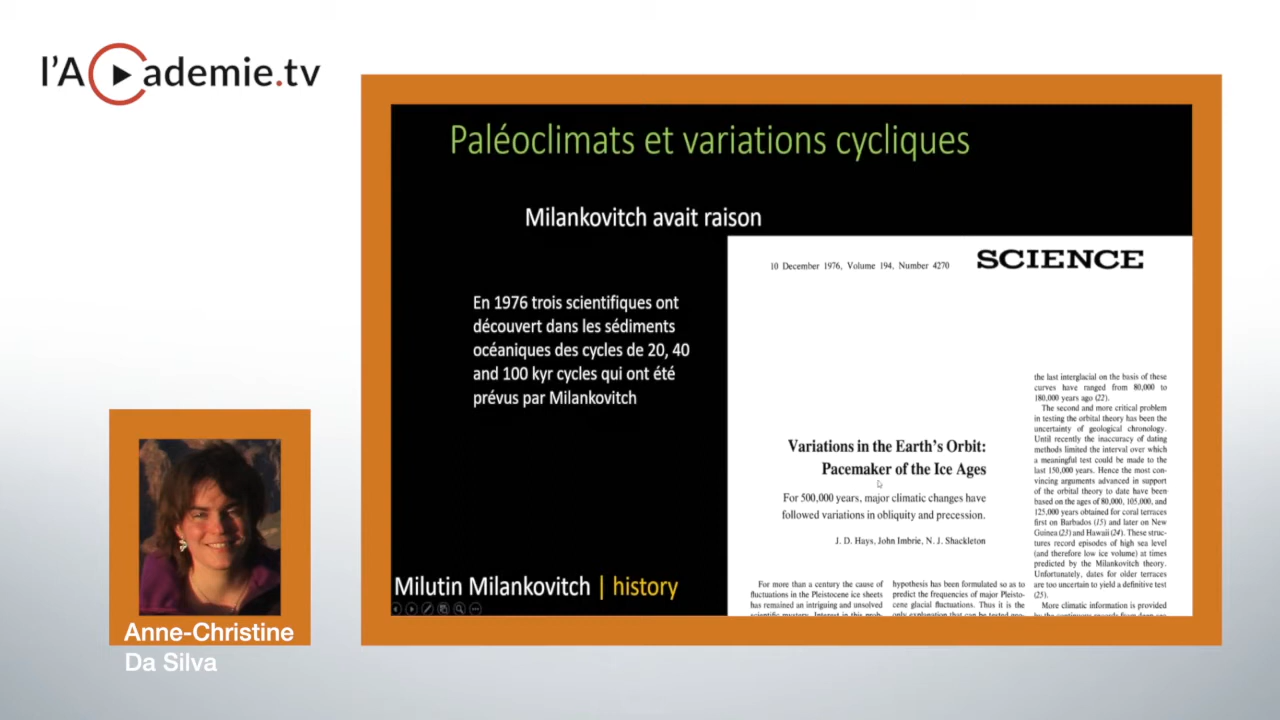 l'Academie.tv
Paléoclimats et variations cycliques
Milankovitch avait raison
En 1976 trois scientifiques ont
découvert dans les sédiments
océaniques des cycles de 20, 40
and 100 kyr cycles qui ont été
prévus par Milankovitch
Milutin Milankovitch | history
10 December 1976, Volume 194, Number 4270
SCIENCE
Variations in the Earth's Orbit:
Pacemaker of the Ice Ages
For 500,000 years, major climatic changes have
followed variations in obliquity and precession.
J. D. Hays, John Imbrie, N. J. Shackleton
For more than a century the cause of
fluctuations in the Pleistocene ice sheets
has remained an intriguing and unsolved
hypothesis has been formulated so as to
predict the frequencies of major Pleisto-
cene glacial fluctuations. Thus it is the
the last interglacial on the basis of these
curves have ranged from 80,000 to
180,000 years ago (22).
The second and more critical problem
in testing the orbital theory has been the
uncertainty of geological chronology.
Until recently the inaccuracy of dating
methods limited the interval over which
a meaningful test could be made to the
last 150,000 years. Hence the most con-
vincing arguments advanced in support
of the orbital theory to date have been
based on the ages of 80,000, 105,000, and
125,000 years obtained for coral terraces
first on Barbados (15) and later on New
Guinea (23) and Hawaii (24). These struc-
tures record episodes of high sea level
(and therefore low ice volume) at times
predicted by the Milankovitch theory.
Unfortunately, dates for older terraces
are too uncertain to yield a definitive test
(25).
More climatic information is provided
Anne-Christine
Da Silva